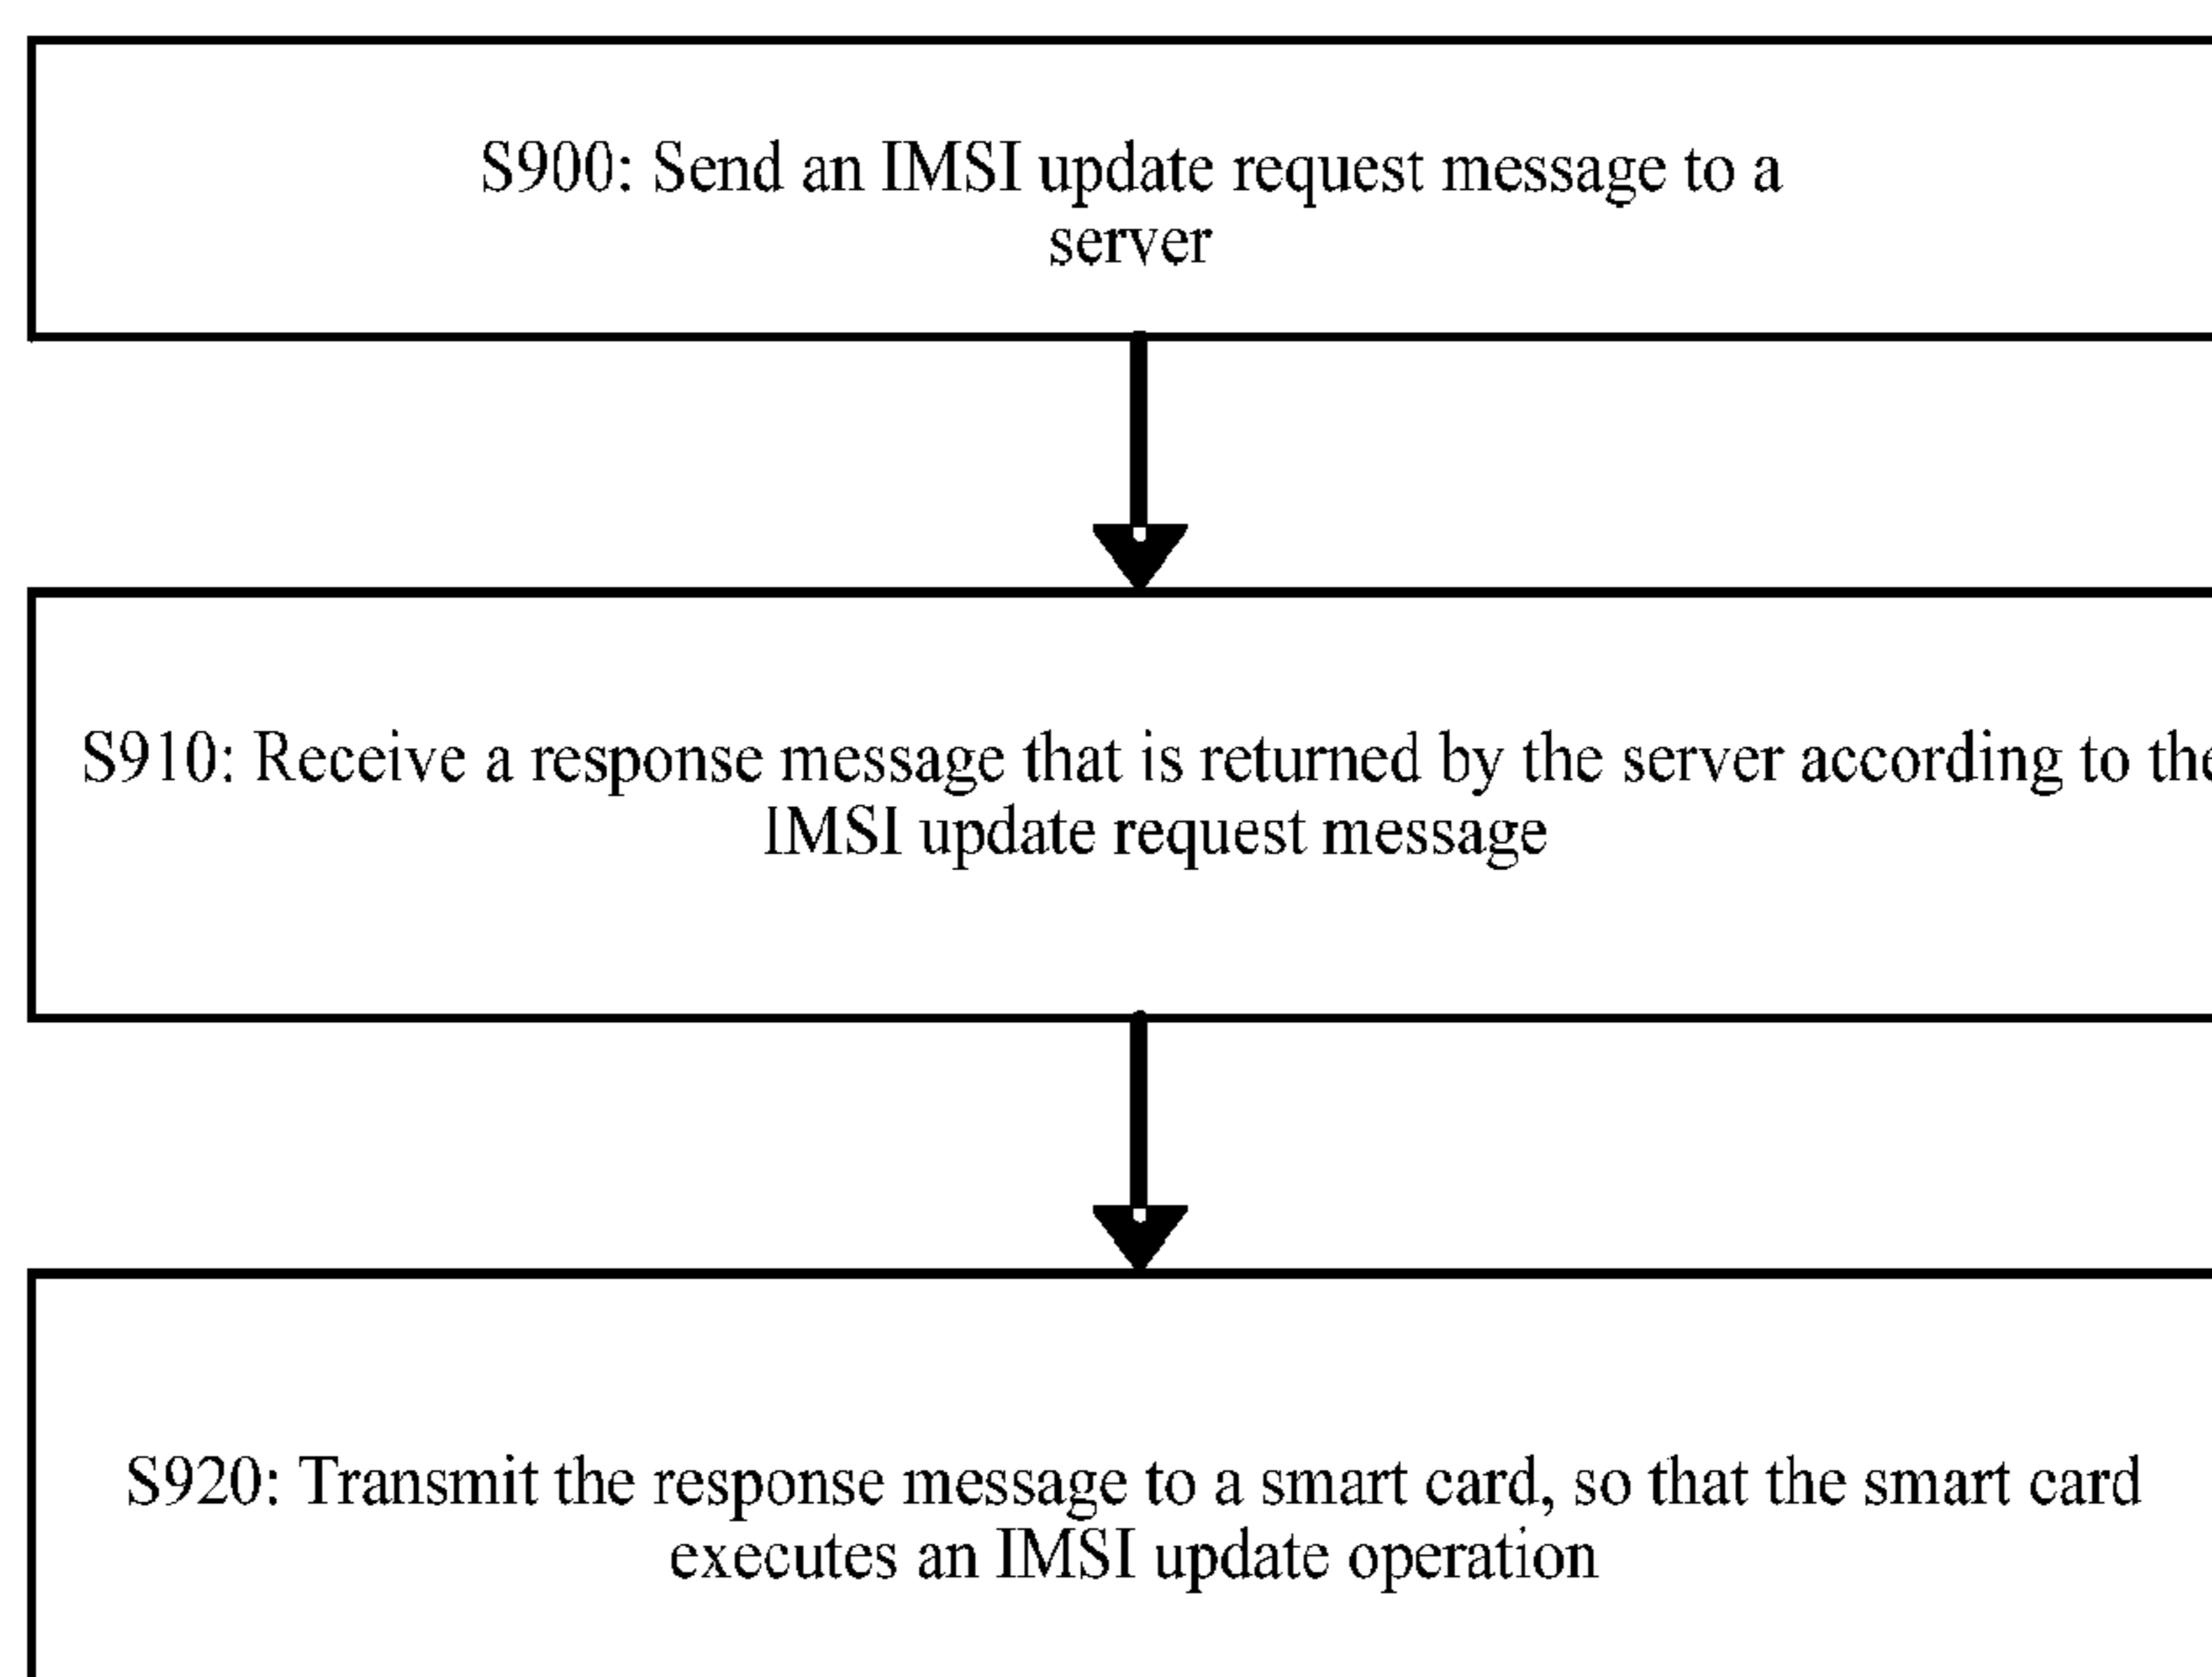 S900: Send an IMSI update request message to a
server
S910: Receive a response message that is returned by the server according to the
IMSI update request message
S920: Transmit the response message to a smart card, so that the smart card
executes an IMSI update operation